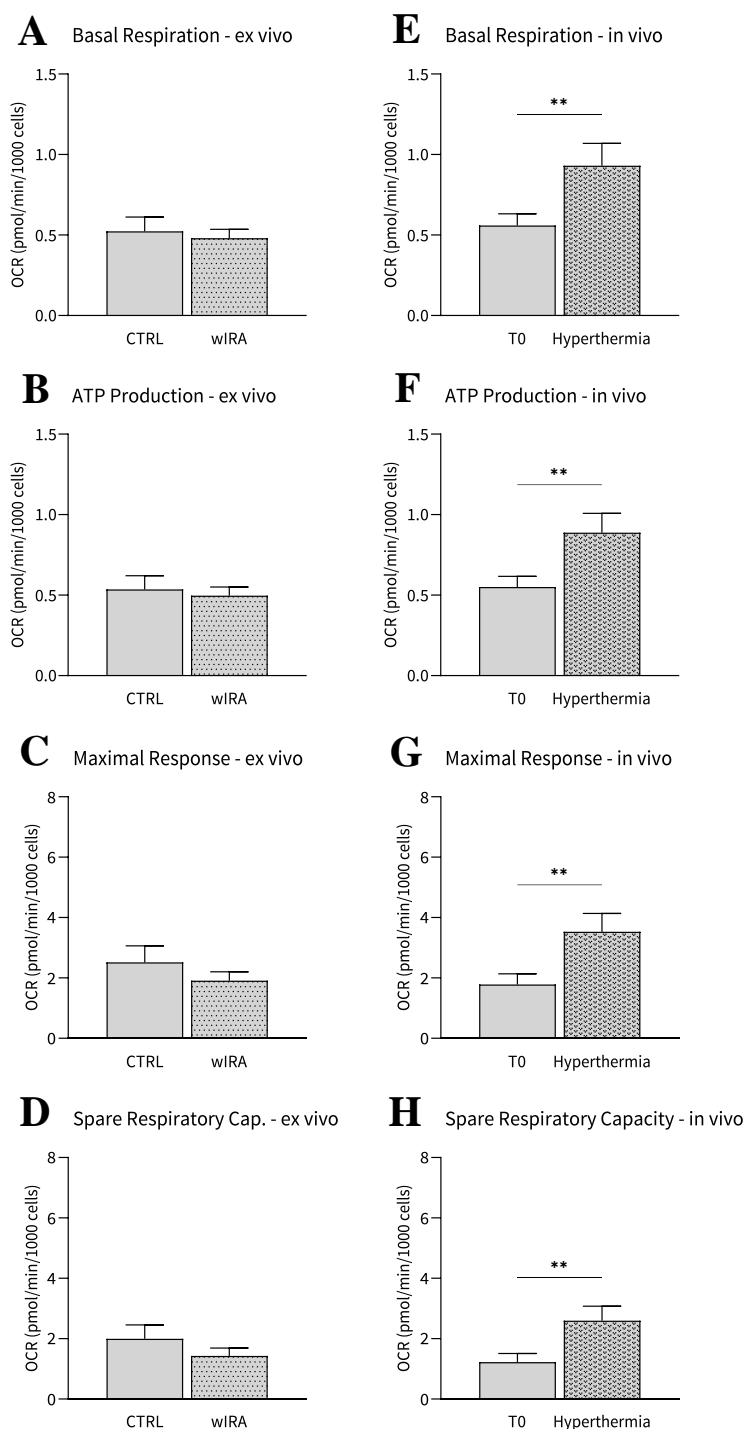 A Basal Respiration - ex vivo
OCR (pmol/min/1000 cells)
1.5
1.0
0.5
0.0
CTRL wIRA
E Basal Respiration - in vivo
OCR (pmol/min/1000 cells)
1.5
1.0
0.5
0.0
**
T0 Hyperthermia
B ATP Production - ex vivo
OCR (pmol/min/1000 cells)
1.5
1.0
0.5
0.0
CTRL wIRA
F ATP Production - in vivo
OCR (pmol/min/1000 cells)
1.5
1.0
0.5
0.0
**
T0 Hyperthermia
C Maximal Response - ex vivo
OCR (pmol/min/1000 cells)
8
6
4
2
0
CTRL wIRA
G Maximal Response - in vivo
OCR (pmol/min/1000 cells)
8
6
4
2
0
**
T0 Hyperthermia
D Spare Respiratory Cap. - ex vivo
OCR (pmol/min/1000 cells)
8
6
4
2
0
CTRL wIRA
H Spare Respiratory Capacity - in vivo
OCR (pmol/min/1000 cells)
8
6
4
2
0
**
T0 Hyperthermia